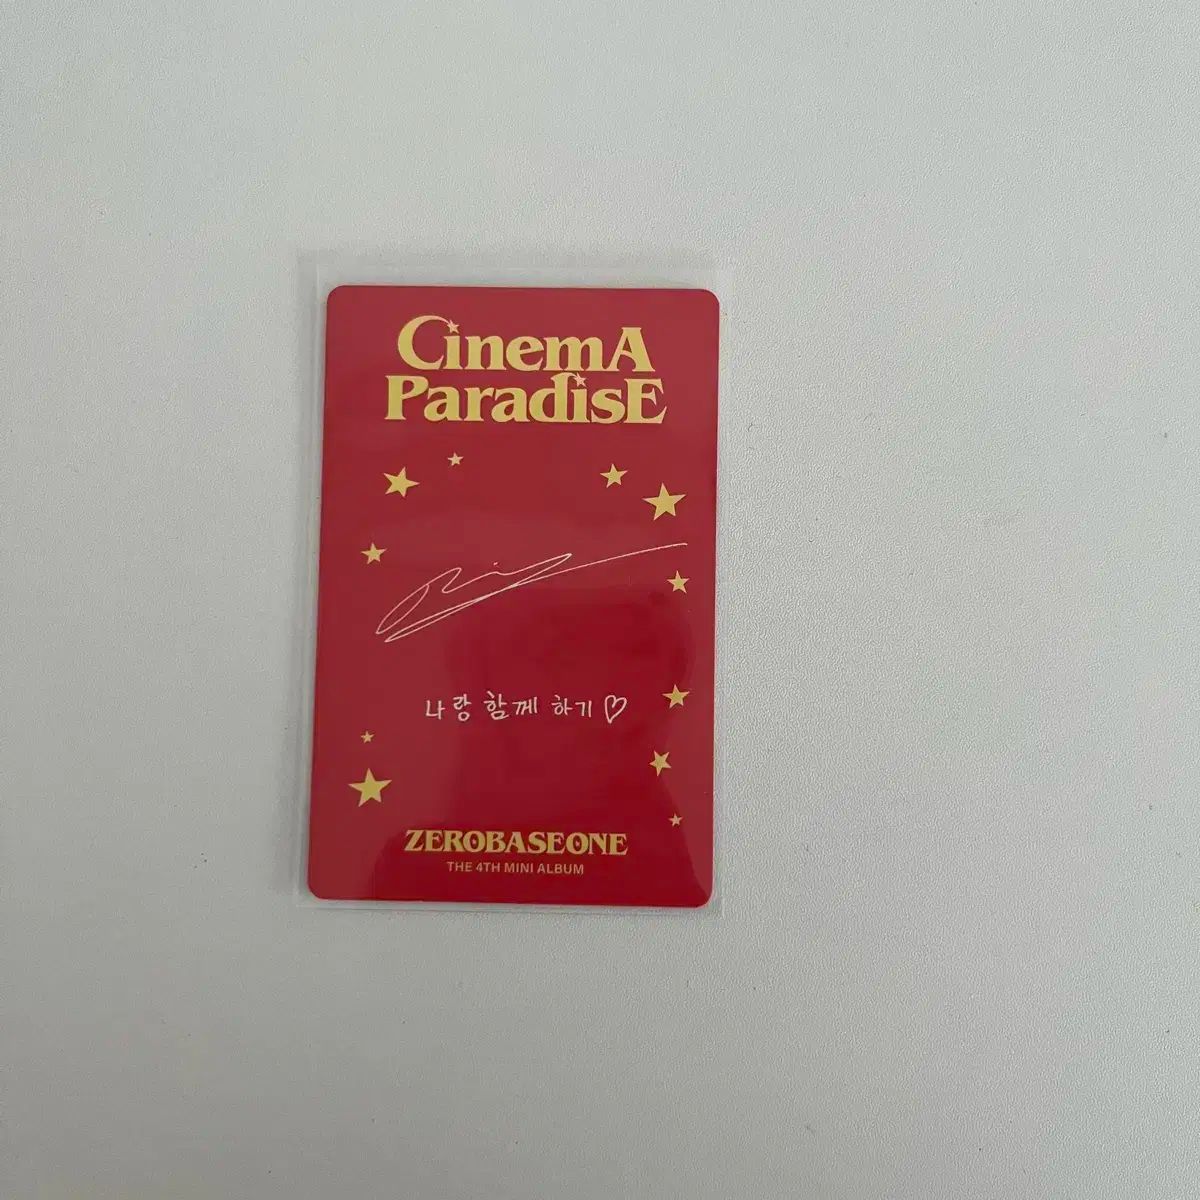 CinemA
ParadisE
나랑 함께 하기♡
ZEROBASEONE
THE 4TH MINI ALBUM